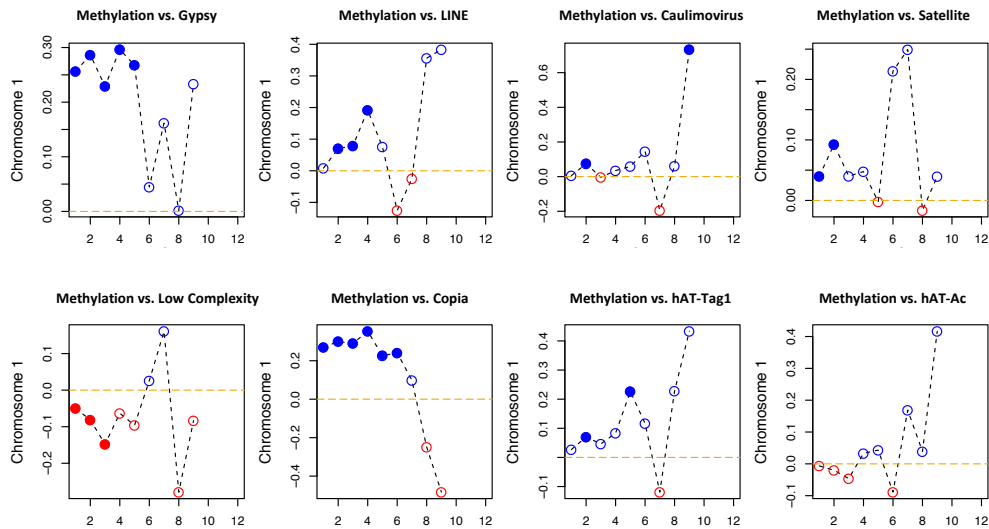 Methylation vs. Gypsy
Methylation vs. LINE
Methylation vs. Caulimovirus
Methylation vs. Satellite
Chromosome 1
0.30
0.20
0.10
0.00
2 4 6 8 10 12
Chromosome 1
0.4
0.3
0.2
0.1
0.0
−0.1
2 4 6 8 10 12
Chromosome 1
0.6
0.4
0.2
0.0
−0.2
2 4 6 8 10 12
Chromosome 1
0.20
0.10
0.00
2 4 6 8 10 12
Methylation vs. Low Complexity
Methylation vs. Copia
Methylation vs. hAT-Tag1
Methylation vs. hAT-Ac
Chromosome 1
0.1
0.0
−0.1
−0.2
2 4 6 8 10 12
Chromosome 1
0.2
0.0
−0.2
−0.4
2 4 6 8 10 12
Chromosome 1
0.4
0.3
0.2
0.1
0.0
−0.1
2 4 6 8 10 12
Chromosome 1
0.4
0.3
0.2
0.1
0.0
−0.1
2 4 6 8 10 12